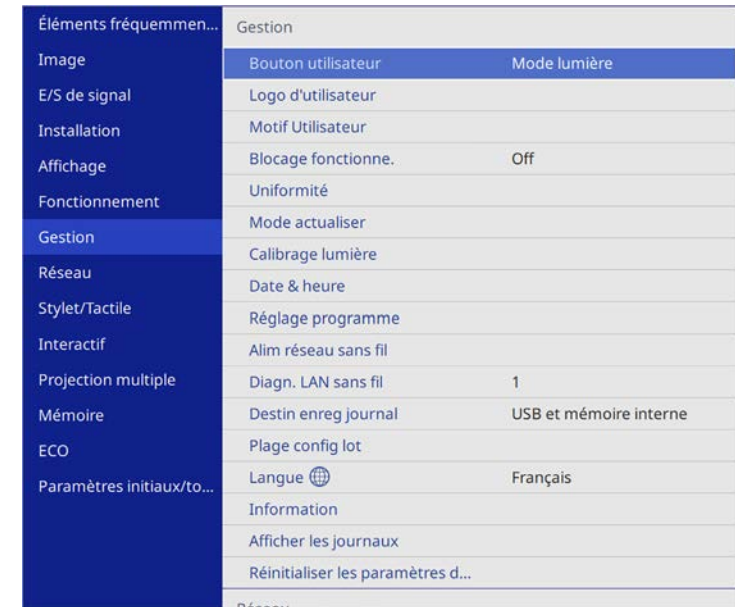 Éléments fréquemmen...
Image
E/S de signal
Installation
Affichage
Fonctionnement
Gestion
Réseau
Stylet/Tactile
Interactif
Projection multiple
Mémoire
ECO
Paramètres initiaux/to...
Gestion
Bouton utilisateur Mode lumière
Logo d'utilisateur
Motif Utilisateur
Blocage fonctionne. Off
Uniformité
Mode actualiser
Calibrage lumière
Date & heure
Réglage programme
Alim réseau sans fil
Diagn. LAN sans fil 1
Destin enreg journal USB et mémoire interne
Plage config lot
Langue Français
Information
Afficher les journaux
Réinitialiser les paramètres d...
Réseau